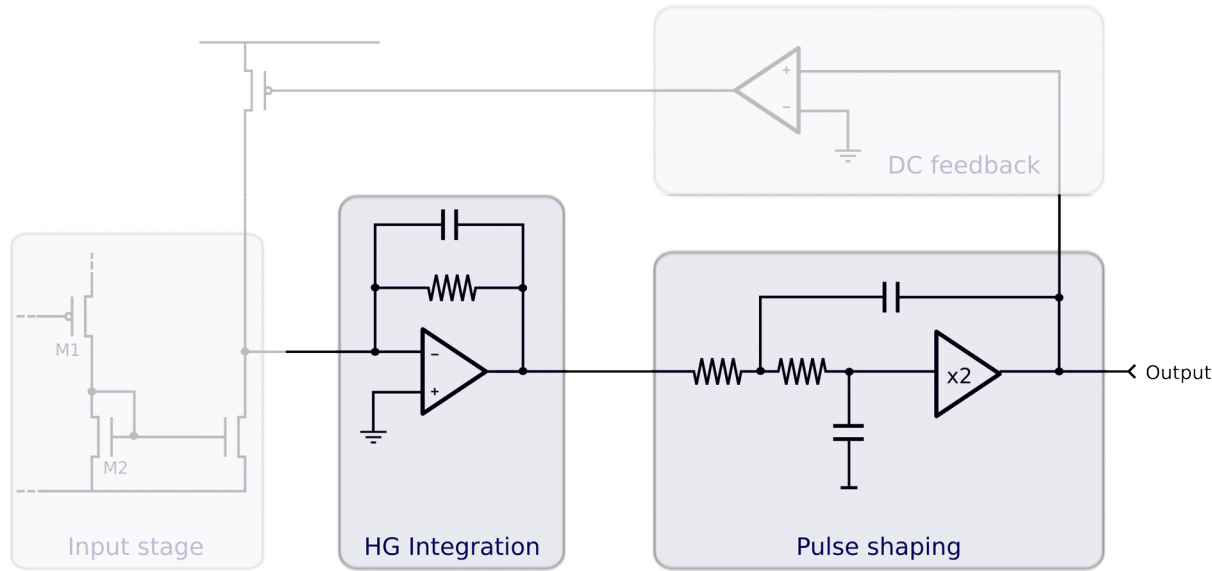 +
−
DC feedback
M1
M2
Input stage
−
+
HG Integration
x2
Output
Pulse shaping